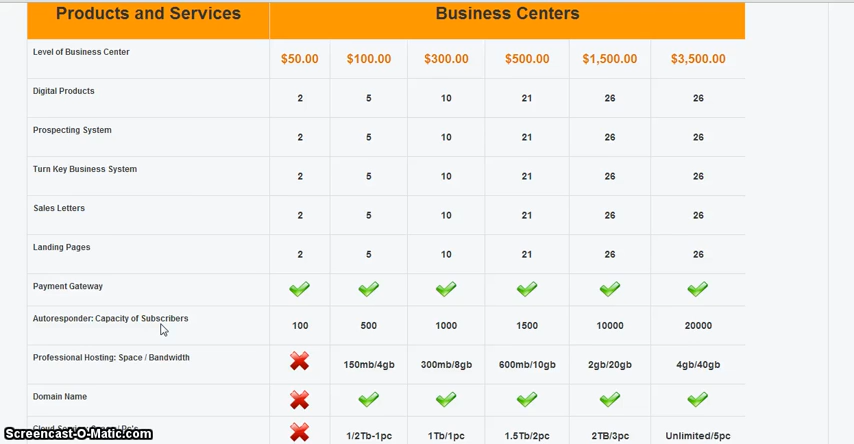 Products and Services Business Centers
Level of Business Center $50.00 $100.00 $300.00 $500.00 $1,500.00 $3,500.00
Digital Products 2 5 10 21 26 26
Prospecting System 2 5 10 21 26 26
Turn Key Business System 2 5 10 21 26 26
Sales Letters 2 5 10 21 26 26
Landing Pages 2 5 10 21 26 26
Payment Gateway
Autoresponder: Capacity of Subscribers 100 500 1000 1500 10000 20000
Professional Hosting: Space / Bandwidth 150mb/4gb 300mb/8gb 600mb/10gb 2gb/20gb 4gb/40gb
Domain Name
1/2Tb-1pc 1Tb/1pc 1.5Tb/2pc 2TB/3pc Unlimited/5pc
Screencast-O-Matic.com